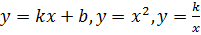 y = kx + b, y = x², y = k/x